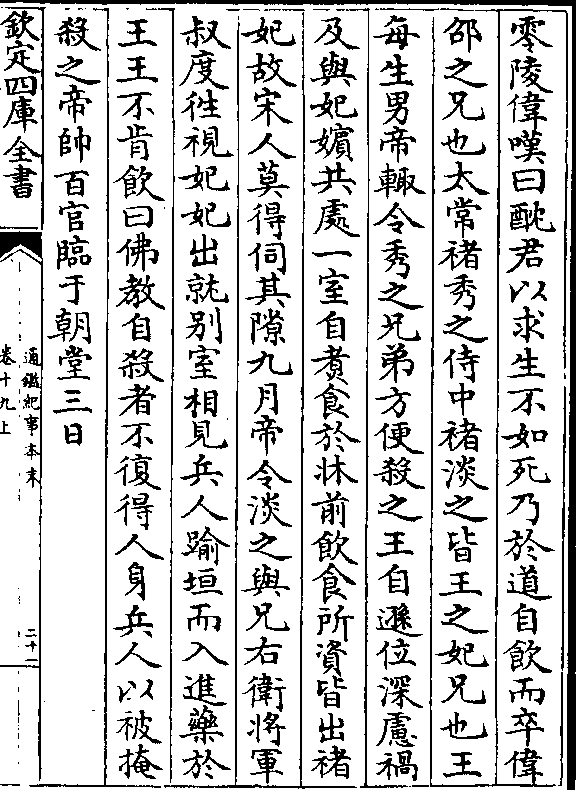 零陵偉嘆曰酖君以求生不如死乃於道自飲而卒偉
邵之兄也太常褚秀之侍中褚淡之皆王之妃兄也王
每生男帝輙令秀之兄弟方便殺之王自遜位深慮禍
及與妃嬪共處一室自煑食於牀前飲食所資皆出褚
妃故宋人莫得伺其隙九月帝令淡之與兄右衛將軍
叔度徃視妃妃出就别室相見兵人踰垣而入進藥於
王王不肯飲曰佛教自殺者不復得人身兵人以被掩
殺之帝帥百官臨于朝堂三日
欽定四庫全書
通鑑紀事本末
卷十九上
二十一